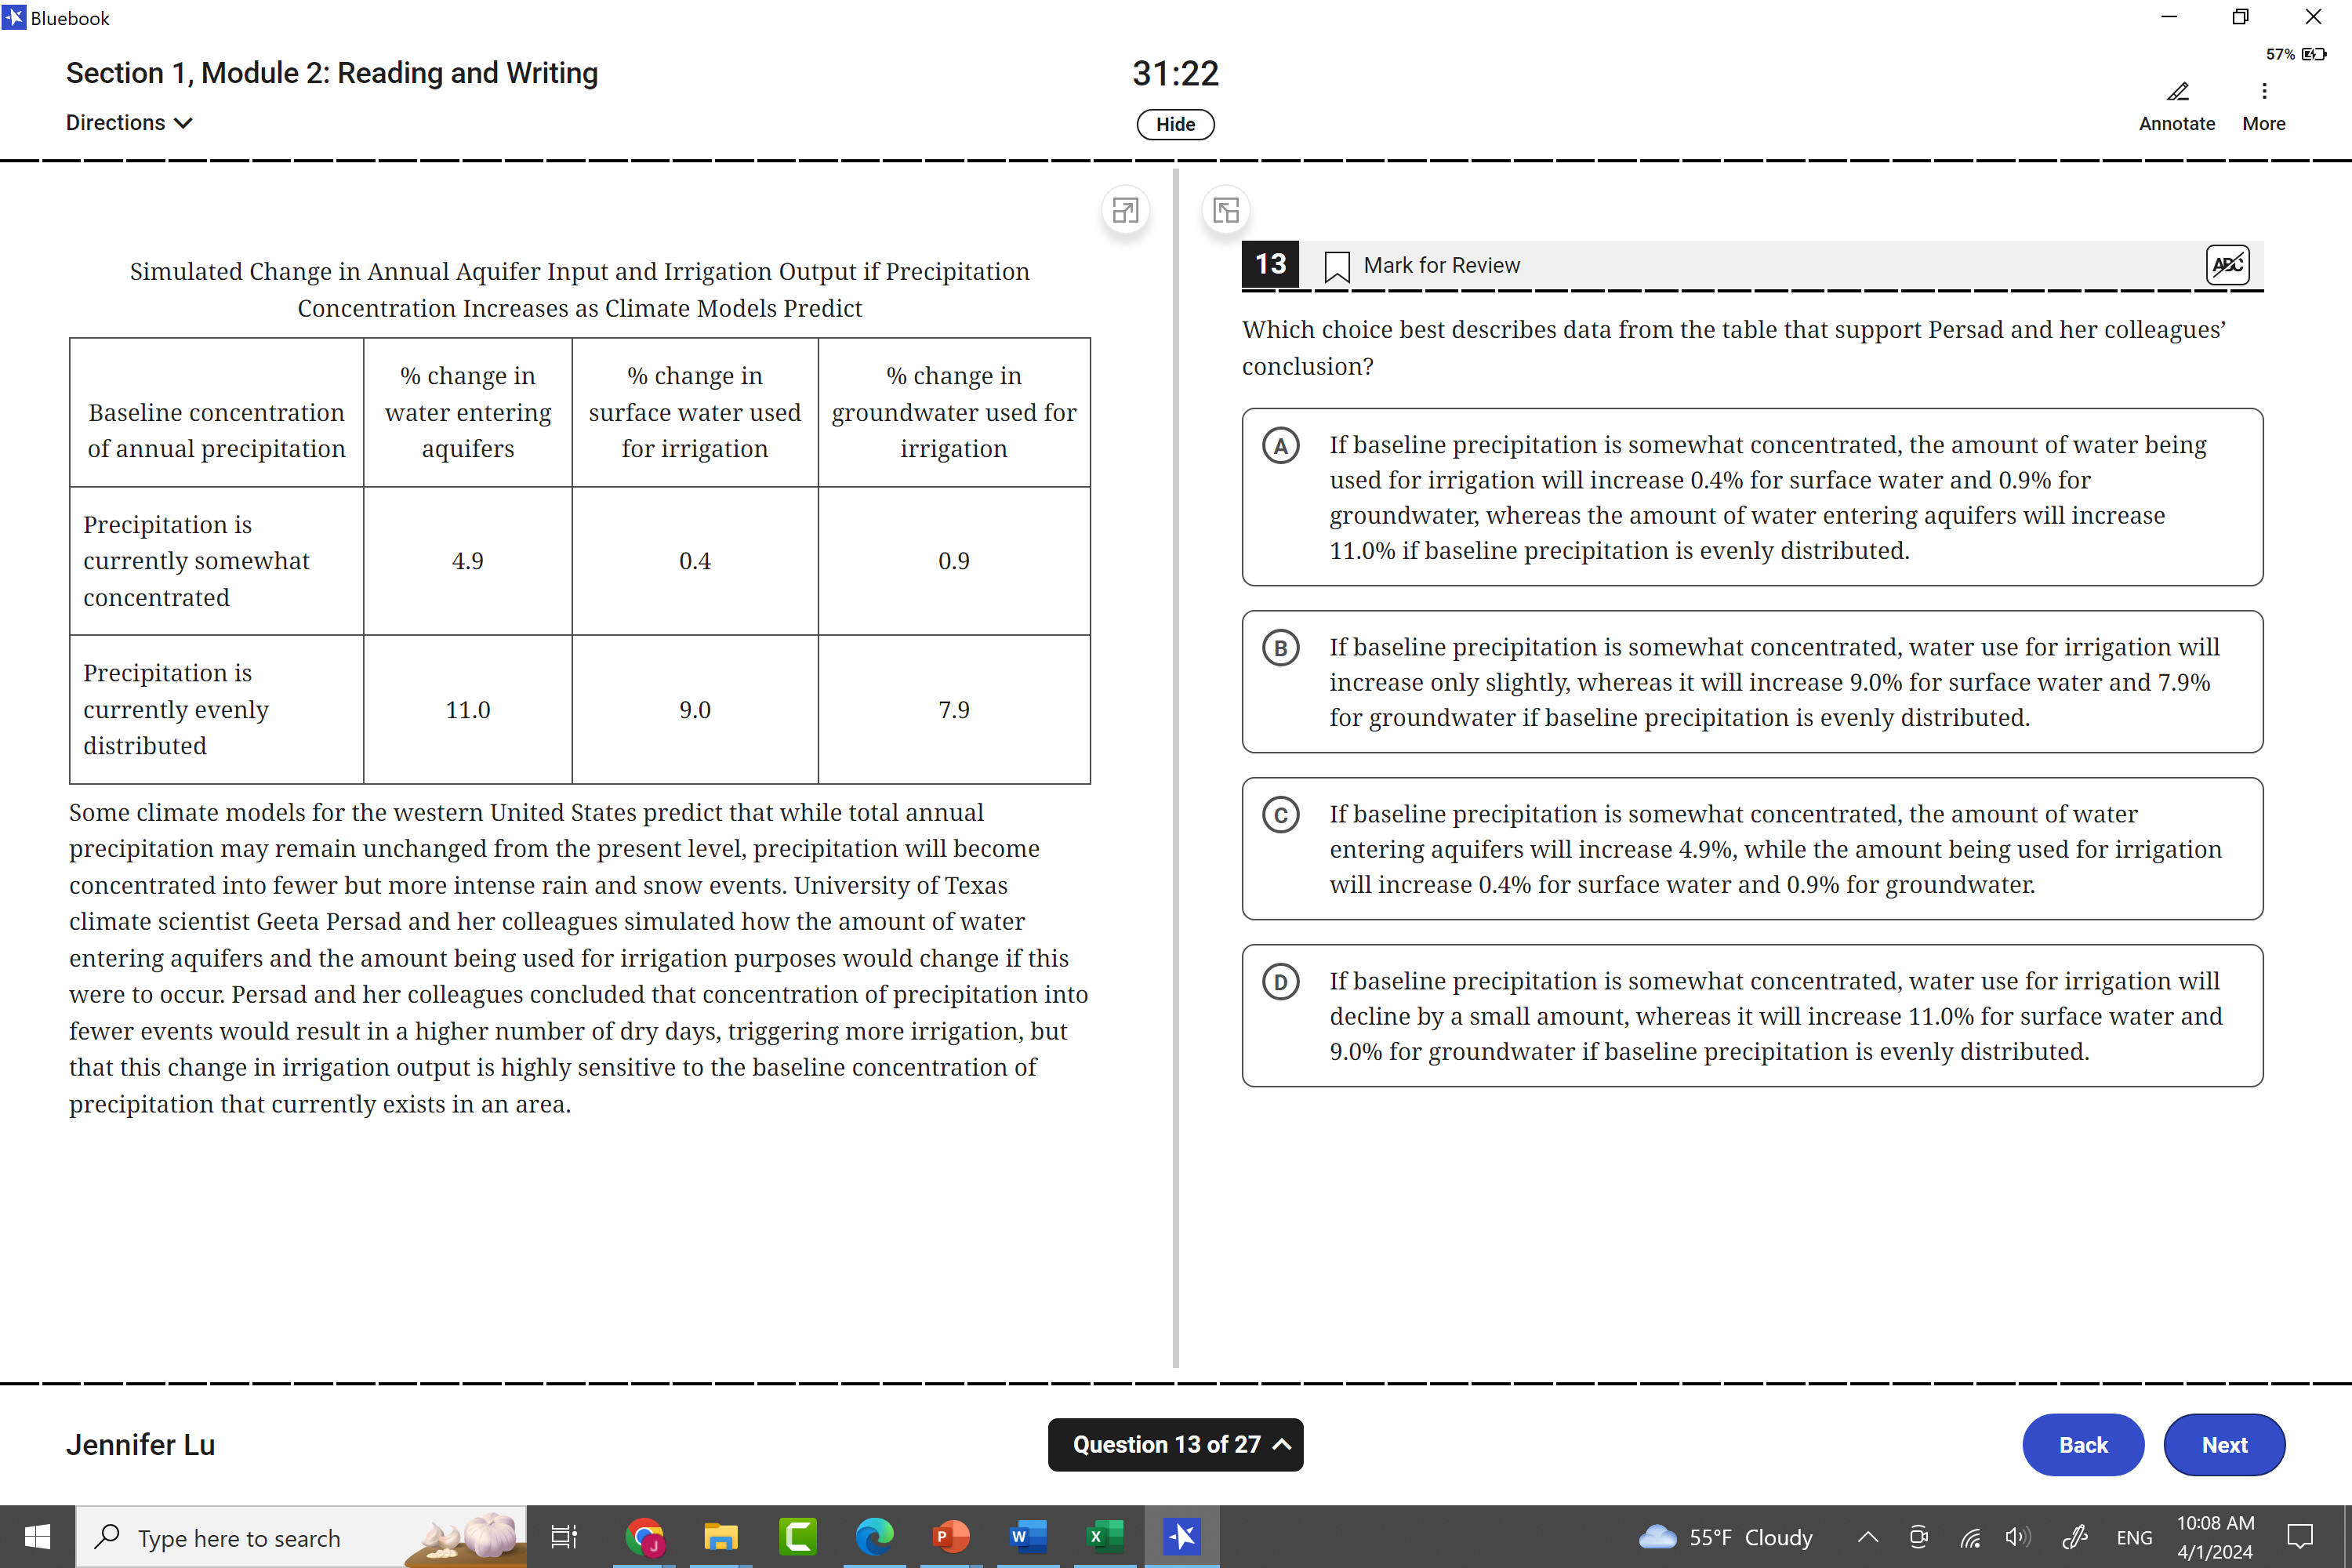 Bluebook
57%
Section 1, Module 2: Reading and Writing
31:22
Directions
Hide
Annotate
More
Simulated Change in Annual Aquifer Input and Irrigation Output if Precipitation
Concentration Increases as Climate Models Predict
Baseline concentration
of annual precipitation
% change in
water entering
aquifers
% change in
surface water used
for irrigation
% change in
groundwater used for
irrigation
Precipitation is
currently somewhat
concentrated
4.9
0.4
0.9
Precipitation is
currently evenly
distributed
11.0
9.0
7.9
Some climate models for the western United States predict that while total annual
precipitation may remain unchanged from the present level, precipitation will become
concentrated into fewer but more intense rain and snow events. University of Texas
climate scientist Geeta Persad and her colleagues simulated how the amount of water
entering aquifers and the amount being used for irrigation purposes would change if this
were to occur. Persad and her colleagues concluded that concentration of precipitation into
fewer events would result in a higher number of dry days, triggering more irrigation, but
that this change in irrigation output is highly sensitive to the baseline concentration of
precipitation that currently exists in an area.
13
Mark for Review
ABC
Which choice best describes data from the table that support Persad and her colleagues’
conclusion?
A
If baseline precipitation is somewhat concentrated, the amount of water being
used for irrigation will increase 0.4% for surface water and 0.9% for
groundwater, whereas the amount of water entering aquifers will increase
11.0% if baseline precipitation is evenly distributed.
B
If baseline precipitation is somewhat concentrated, water use for irrigation will
increase only slightly, whereas it will increase 9.0% for surface water and 7.9%
for groundwater if baseline precipitation is evenly distributed.
C
If baseline precipitation is somewhat concentrated, the amount of water
entering aquifers will increase 4.9%, while the amount being used for irrigation
will increase 0.4% for surface water and 0.9% for groundwater.
D
If baseline precipitation is somewhat concentrated, water use for irrigation will
decline by a small amount, whereas it will increase 11.0% for surface water and
9.0% for groundwater if baseline precipitation is evenly distributed.
Jennifer Lu
Question 13 of 27
Back
Next
Type here to search
J
P
W
X
55°F Cloudy
ENG
10:08 AM
4/1/2024